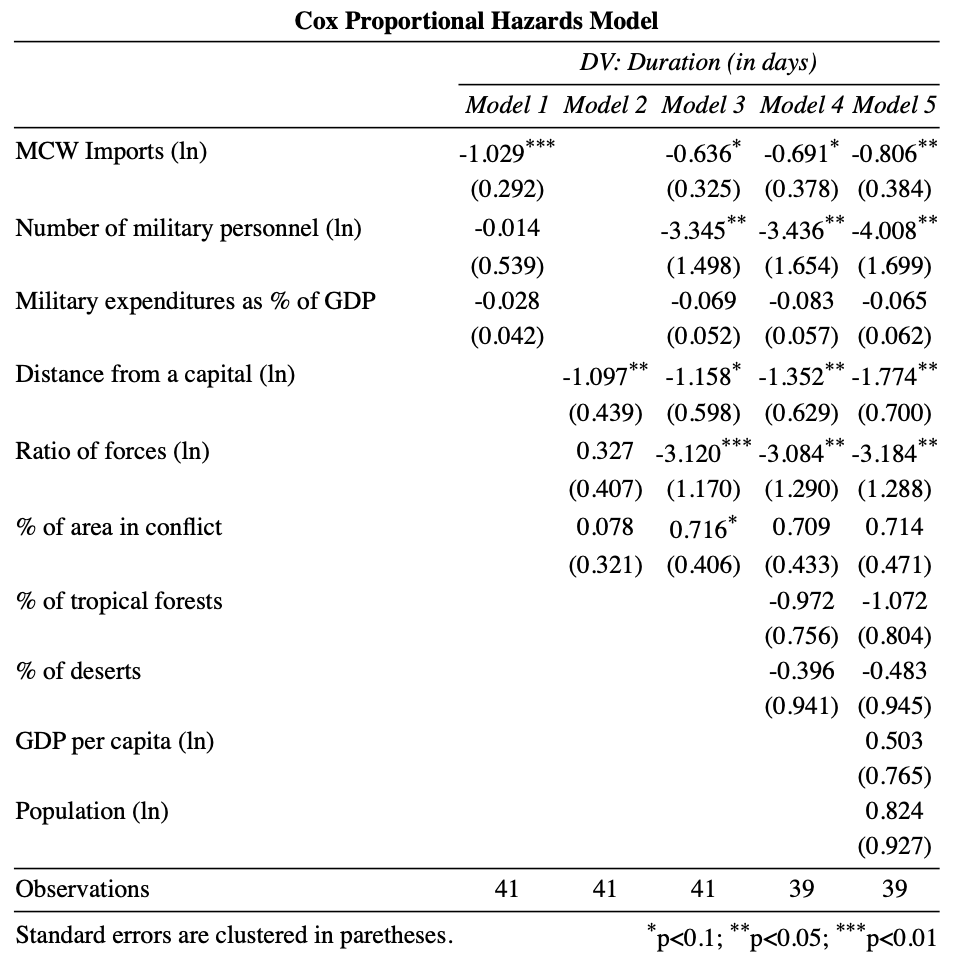 Cox Proportional Hazards Model
DV: Duration (in days)
Model 1 Model 2 Model 3 Model 4 Model 5
MCW Imports (ln) -1.029*** -0.636* -0.691* -0.806**
(0.292) (0.325) (0.378) (0.384)
Number of military personnel (ln) -0.014 -3.345** -3.436** -4.008**
(0.539) (1.498) (1.654) (1.699)
Military expenditures as % of GDP -0.028 -0.069 -0.083 -0.065
(0.042) (0.052) (0.057) (0.062)
Distance from a capital (ln) -1.097** -1.158* -1.352** -1.774**
(0.439) (0.598) (0.629) (0.700)
Ratio of forces (ln) 0.327 -3.120*** -3.084** -3.184**
(0.407) (1.170) (1.290) (1.288)
% of area in conflict 0.078 0.716* 0.709 0.714
(0.321) (0.406) (0.433) (0.471)
% of tropical forests -0.972 -1.072
(0.756) (0.804)
% of deserts -0.396 -0.483
(0.941) (0.945)
GDP per capita (ln) 0.503
(0.765)
Population (ln) 0.824
(0.927)
Observations 41 41 41 39 39
Standard errors are clustered in paretheses. *p<0.1; **p<0.05; ***p<0.01